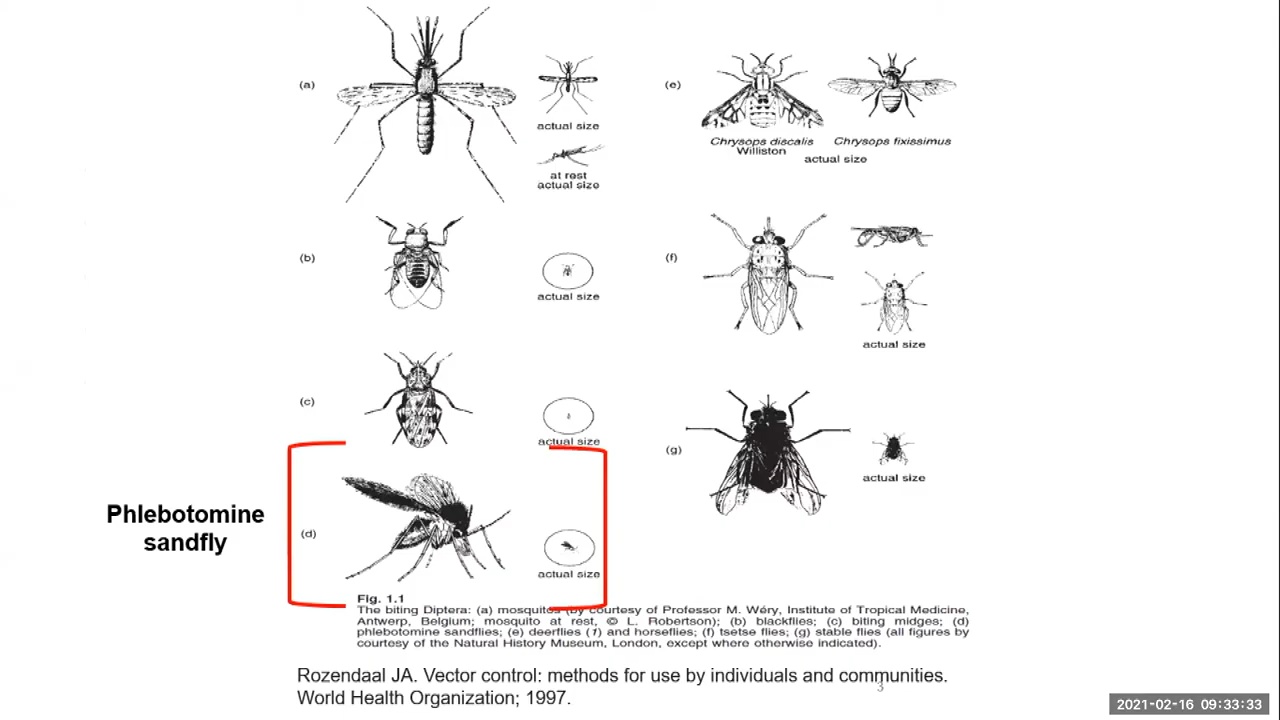 (a)
actual size
at rest
actual size
(b)
actual size
(c)
actual size
Phlebotomine
sandfly
(d)
actual size
(e)
Chrysops discalis
Williston
Chrysops fixissimus
actual size
(f)
actual size
(g)
actual size
Fig. 1.1
The biting Diptera: (a) mosquitos (by courtesy of Professor M. Wéry, Institute of Tropical Medicine,
Antwerp, Belgium; mosquito at rest, © L. Robertson); (b) blackflies; (c) biting midges; (d)
phlebotomine sandflies; (e) deerflies (1) and horseflies; (f) tsetse flies; (g) stable flies (all figures by
courtesy of the Natural History Museum, London, except where otherwise indicated).
Rozendaal JA. Vector control: methods for use by individuals and communities.
World Health Organization; 1997.
3
2021-02-16 09:33:33